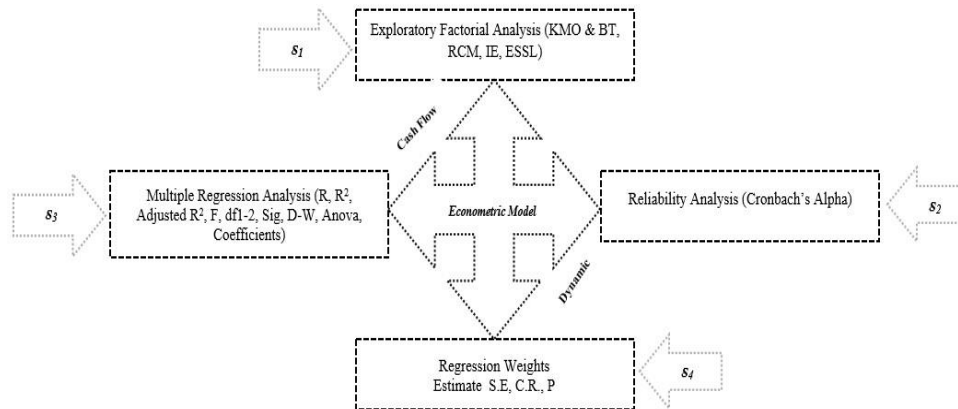 Exploratory Factorial Analysis (KMO & BT,
RCM, IE, ESSL)
s1
Cash Flow
Multiple Regression Analysis (R, R²,
Adjusted R², F, df1-2, Sig, D-W, Anova,
Coefficients)
s3
Econometric Model
Reliability Analysis (Cronbach's Alpha)
s2
Dynamic
Regression Weights
Estimate S.E, C.R., P
s4